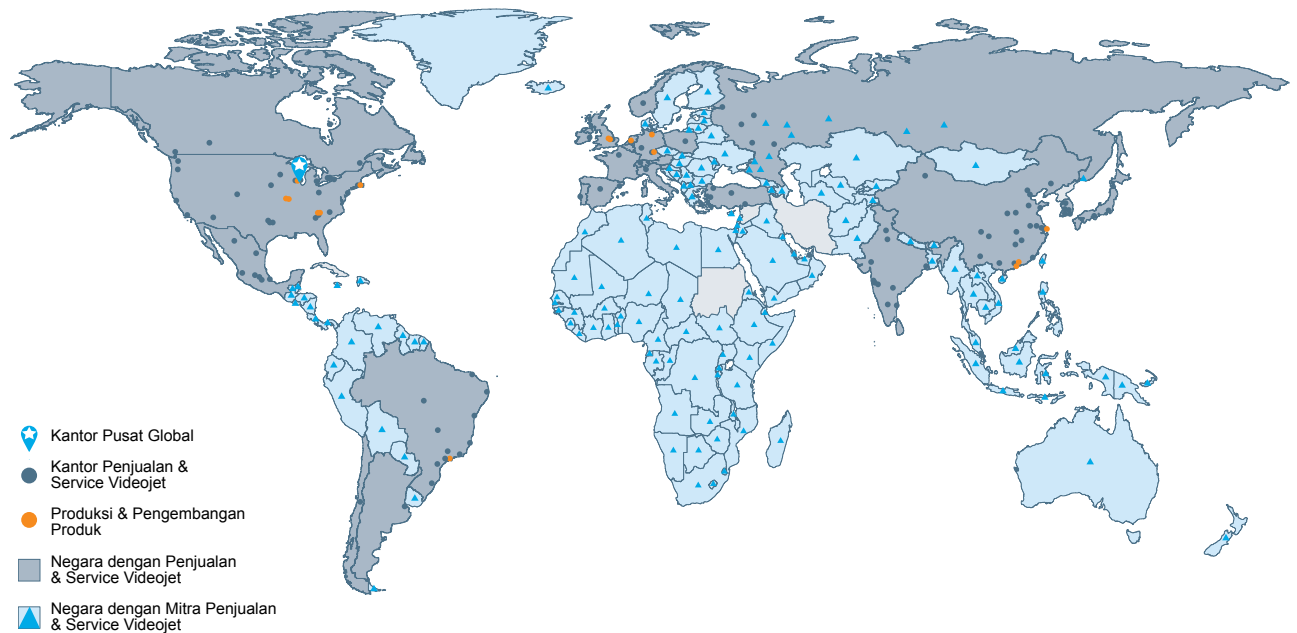 Kantor Pusat Global
Kantor Penjualan &
Service Videojet
Produksi & Pengembangan
Produk
Negara dengan Penjualan
& Service Videojet
Negara dengan Mitra Penjualan
& Service Videojet